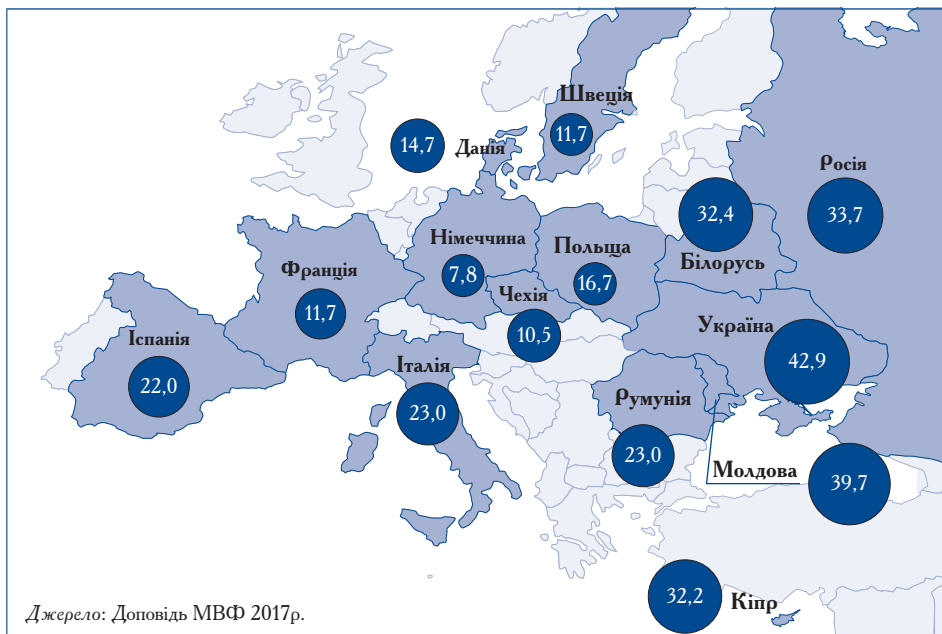 Швеція
11,7
14,7
Данія
Росія
33,7
32,4
Білорусь
Німеччина
7,8
Польща
16,7
Франція
11,7
Чехія
10,5
Україна
42,9
Іспанія
22,0
Італія
23,0
Румунія
23,0
Молдова
39,7
32,2
Кіпр
Джерело: Доповідь МВФ 2017р.